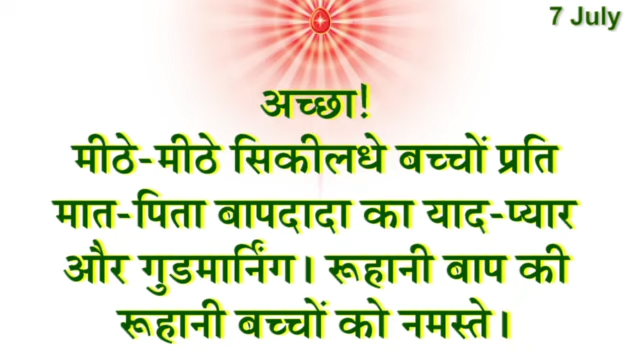 7 July
अच्छा!
मीठे-मीठे सिकीलधे बच्चों प्रति
मात-पिता बापदादा का याद-प्यार
और गुडमार्निंग। रूहानी बाप की
रूहानी बच्चों को नमस्ते।